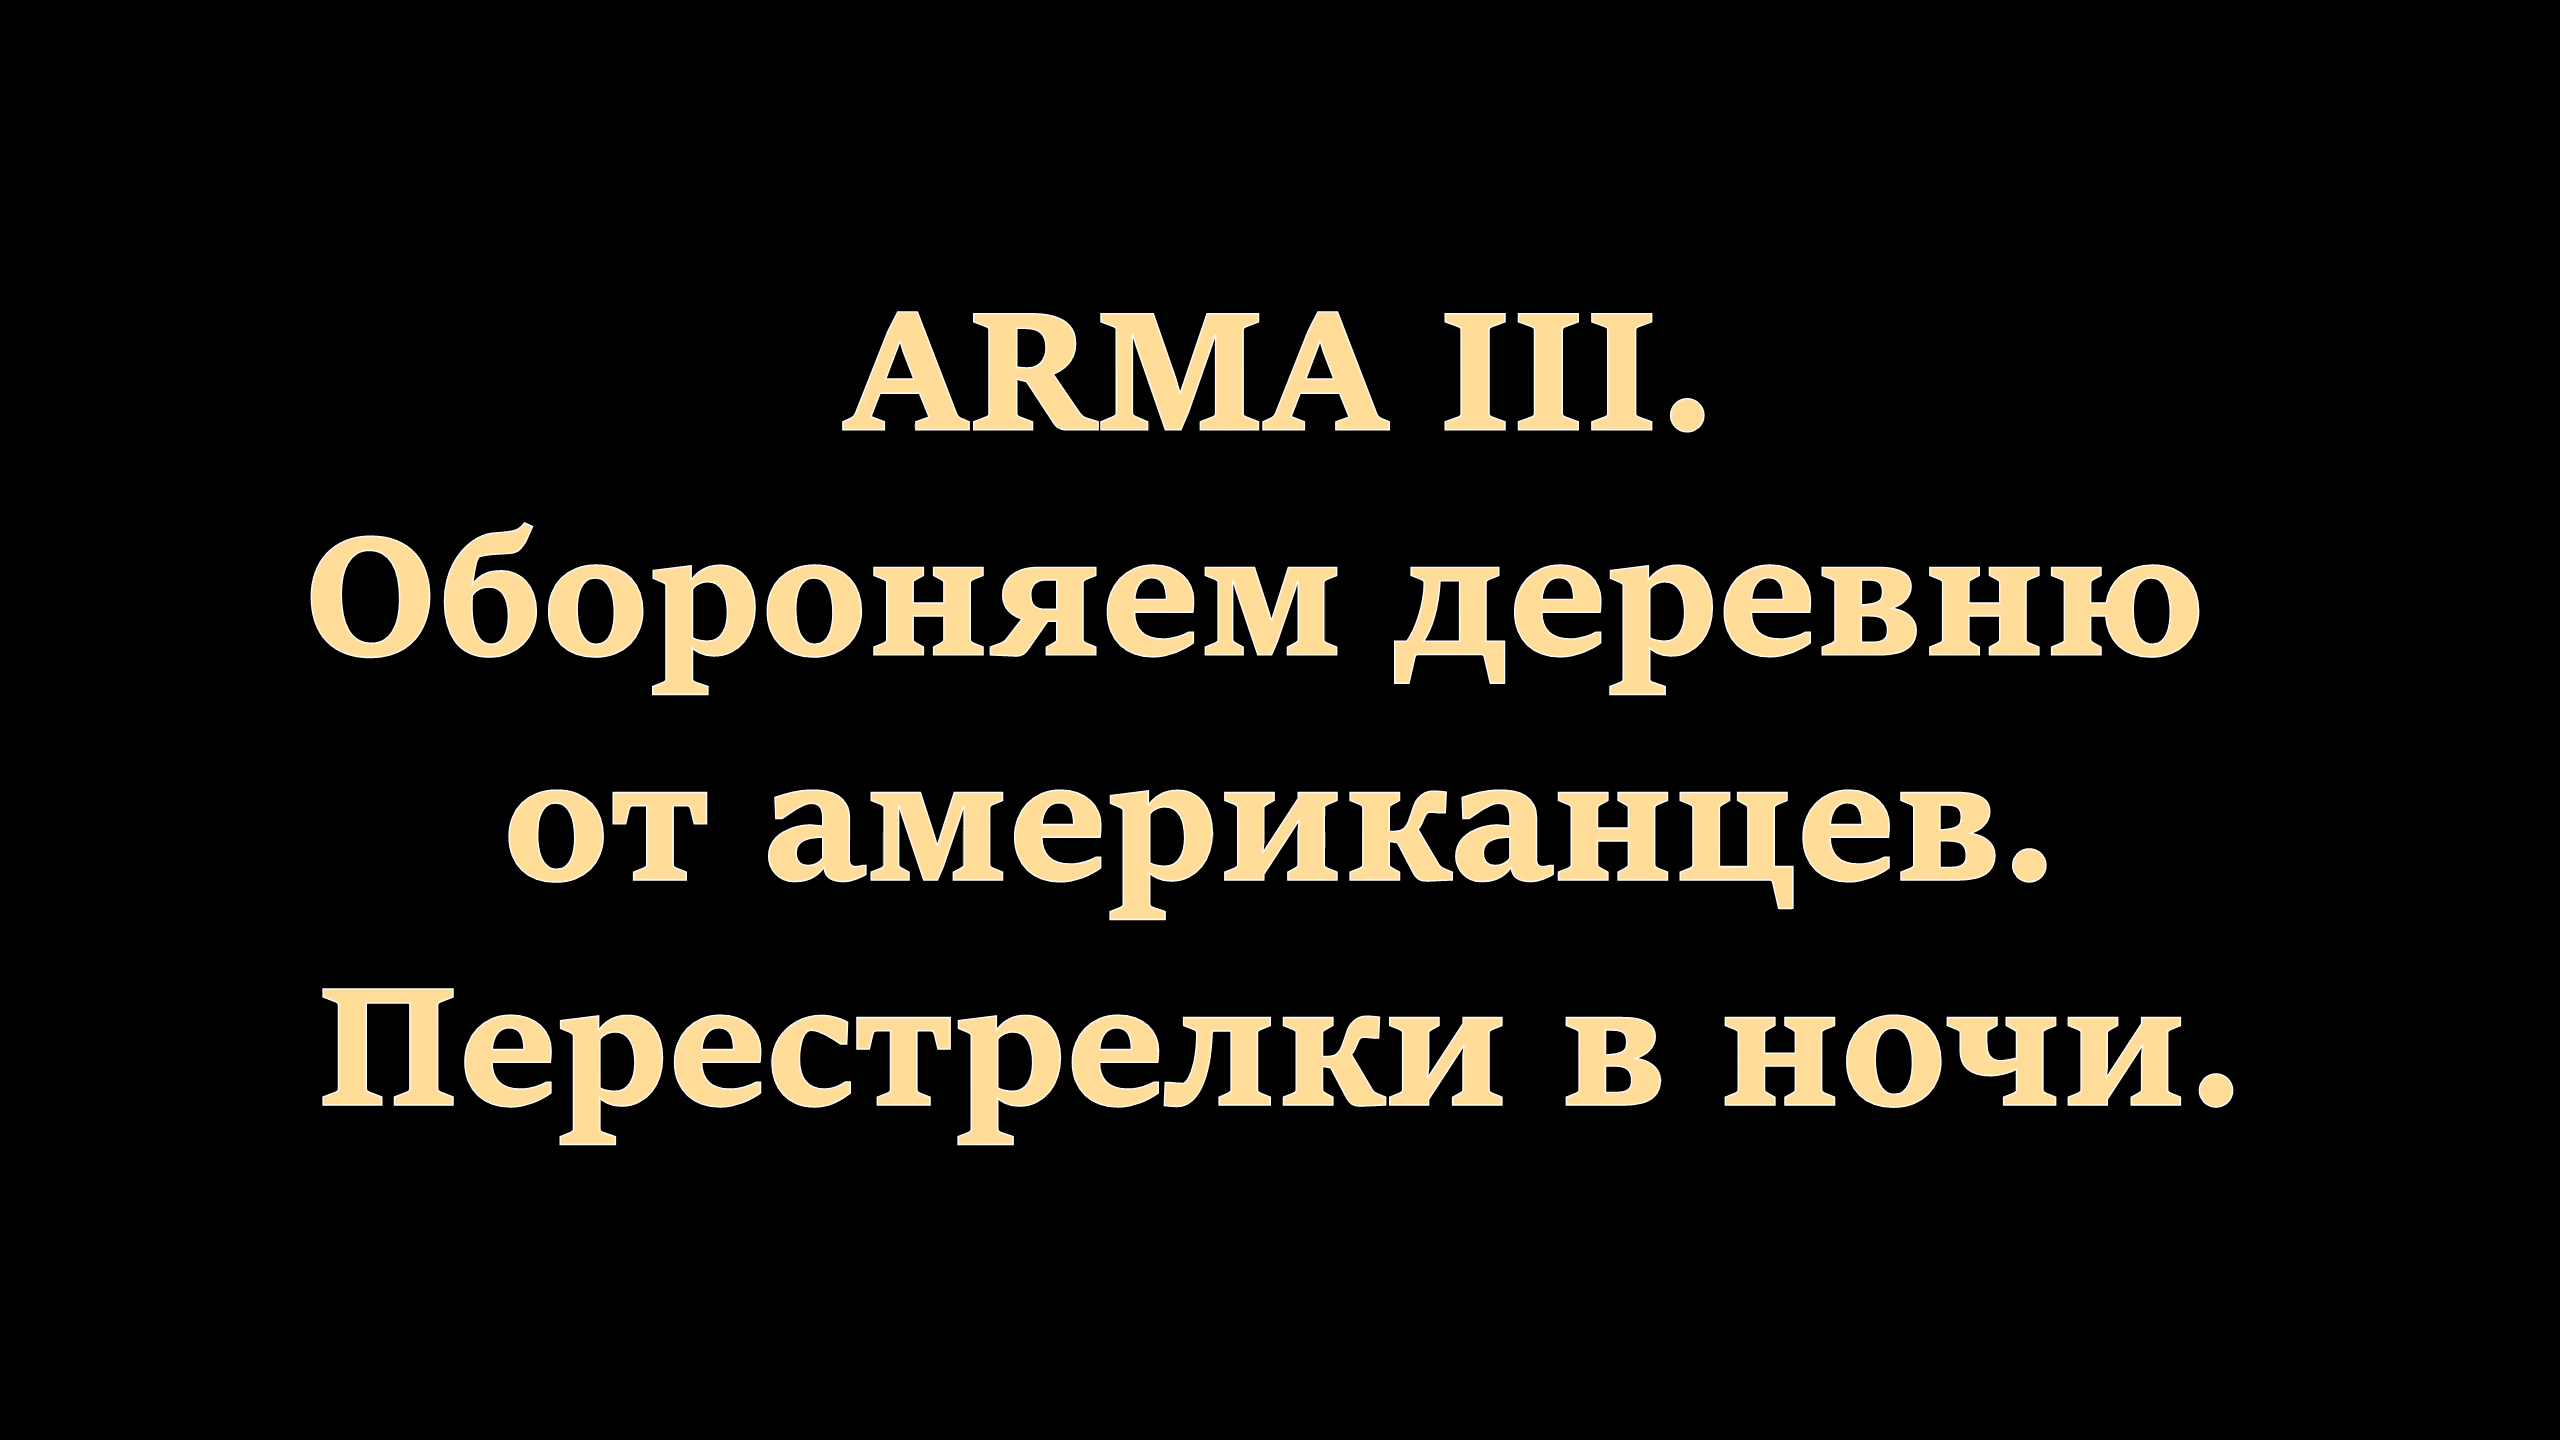 ARMA III.
Обороняем деревню
от американцев.
Перестрелки в ночи.